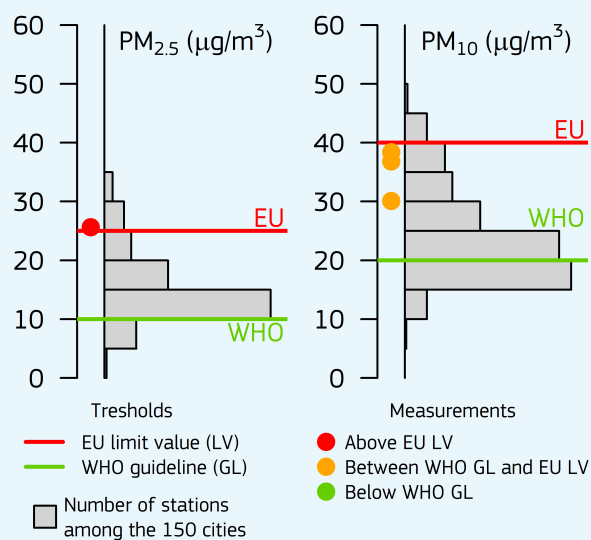 PM2.5 (μg/m³)
60
50
40
30
20
10
0
EU
WHO
PM10 (μg/m³)
60
50
40
30
20
10
0
EU
WHO
Tresholds
EU limit value (LV)
WHO guideline (GL)
Number of stations
among the 150 cities
Measurements
Above EU LV
Between WHO GL and EU LV
Below WHO GL